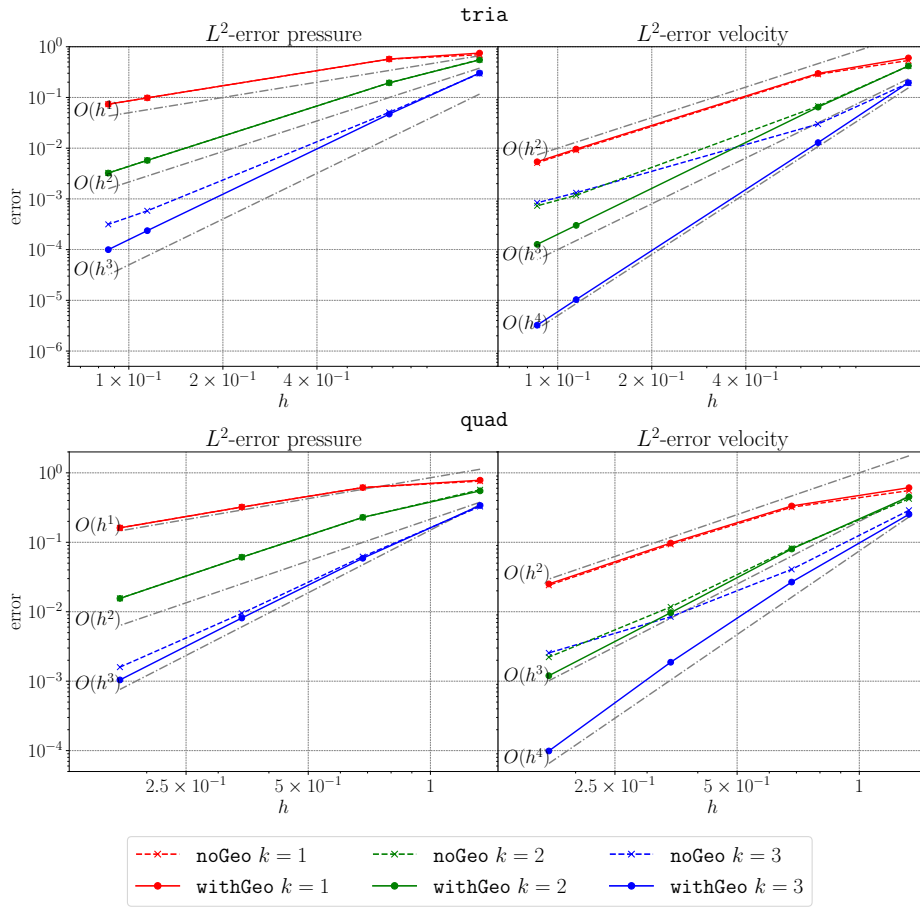 tria
L²-error pressure
L²-error velocity
10⁰
10⁻¹
10⁻²
10⁻³
10⁻⁴
10⁻⁵
10⁻⁶
error
O(h¹)
O(h²)
O(h³)
O(h²)
O(h³)
O(h⁴)
1 × 10⁻¹
2 × 10⁻¹
4 × 10⁻¹
h
1 × 10⁻¹
2 × 10⁻¹
4 × 10⁻¹
h
quad
L²-error pressure
L²-error velocity
10⁰
10⁻¹
10⁻²
10⁻³
10⁻⁴
error
O(h¹)
O(h²)
O(h³)
O(h²)
O(h³)
O(h⁴)
2.5 × 10⁻¹
5 × 10⁻¹
1
h
2.5 × 10⁻¹
5 × 10⁻¹
1
h
noGeo k = 1
noGeo k = 2
noGeo k = 3
withGeo k = 1
withGeo k = 2
withGeo k = 3